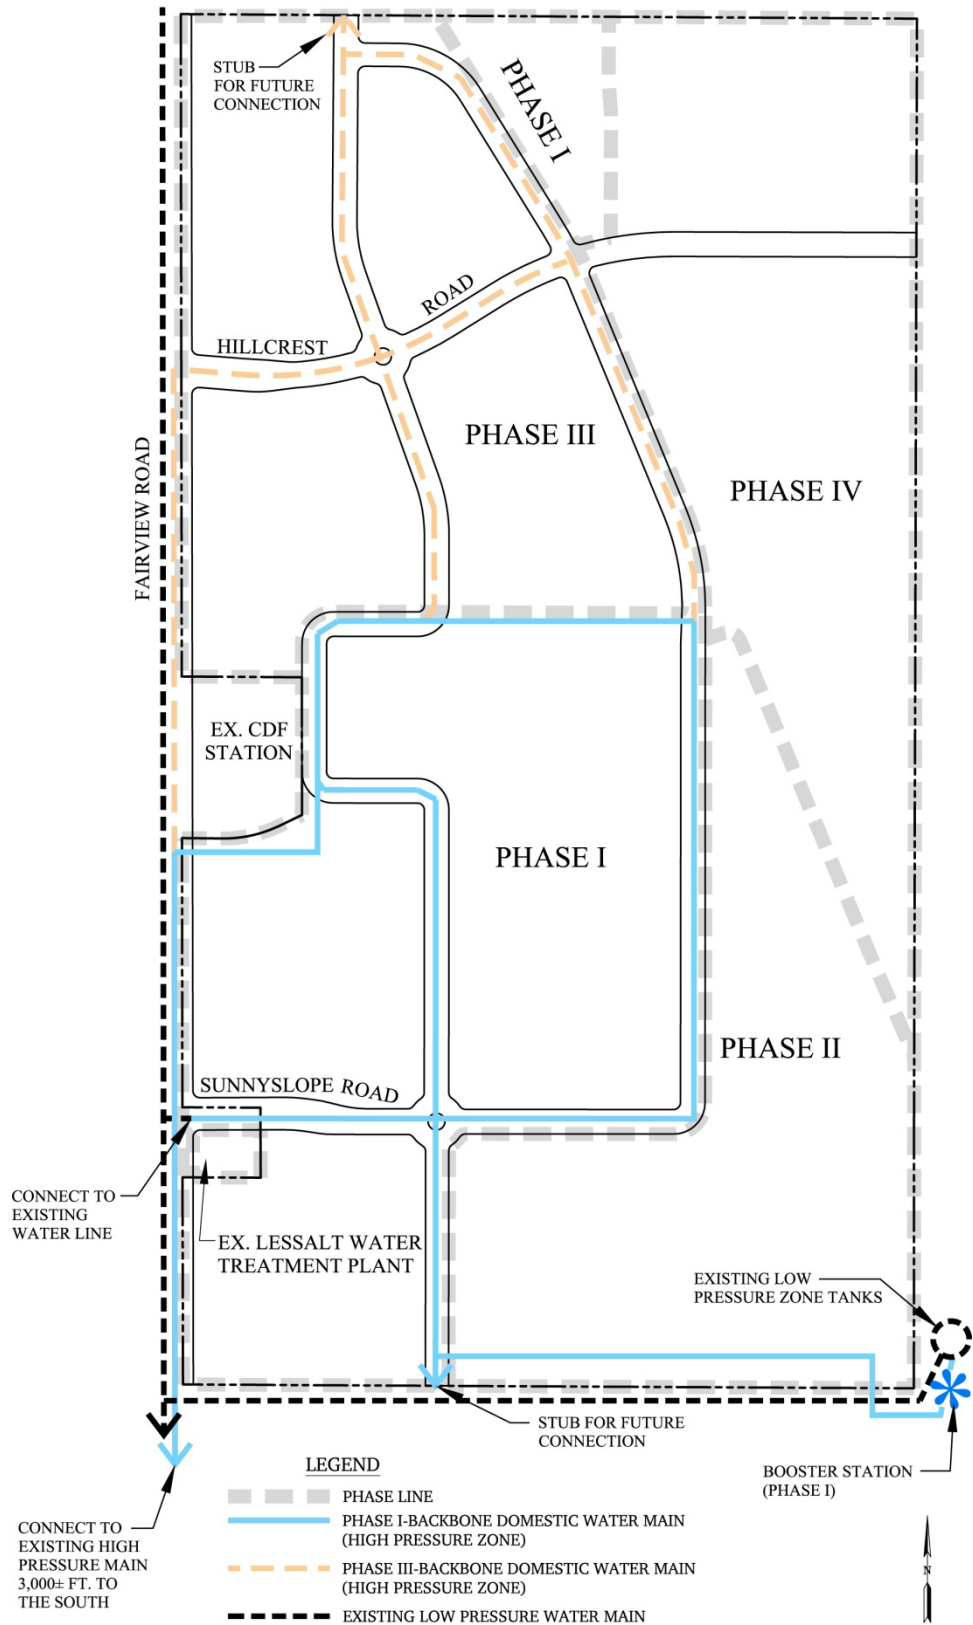 STUB
FOR FUTURE
CONNECTION
PHASE I
ROAD
HILLCREST
PHASE III
PHASE IV
FAIRVIEW ROAD
EX. CDF
STATION
PHASE I
PHASE II
SUNNYSLOPE ROAD
CONNECT TO
EXISTING
WATER LINE
EX. LESSALT WATER
TREATMENT PLANT
EXISTING LOW
PRESSURE ZONE TANKS
STUB FOR FUTURE
CONNECTION
BOOSTER STATION
(PHASE I)
CONNECT TO
EXISTING HIGH
PRESSURE MAIN
3,000± FT. TO
THE SOUTH
LEGEND
PHASE LINE
PHASE I-BACKBONE DOMESTIC WATER MAIN
(HIGH PRESSURE ZONE)
PHASE III-BACKBONE DOMESTIC WATER MAIN
(HIGH PRESSURE ZONE)
EXISTING LOW PRESSURE WATER MAIN
N